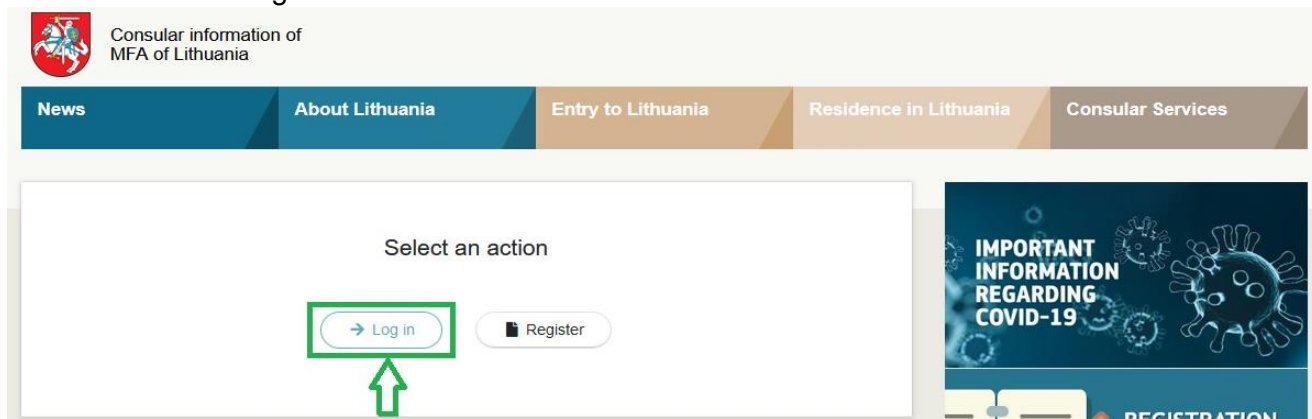 Consular information of
MFA of Lithuania
News
About Lithuania
Entry to Lithuania
Residence in Lithuania
Consular Services
Select an action
→ Log in
Register
IMPORTANT
INFORMATION
REGARDING
COVID-19
REGISTRATION